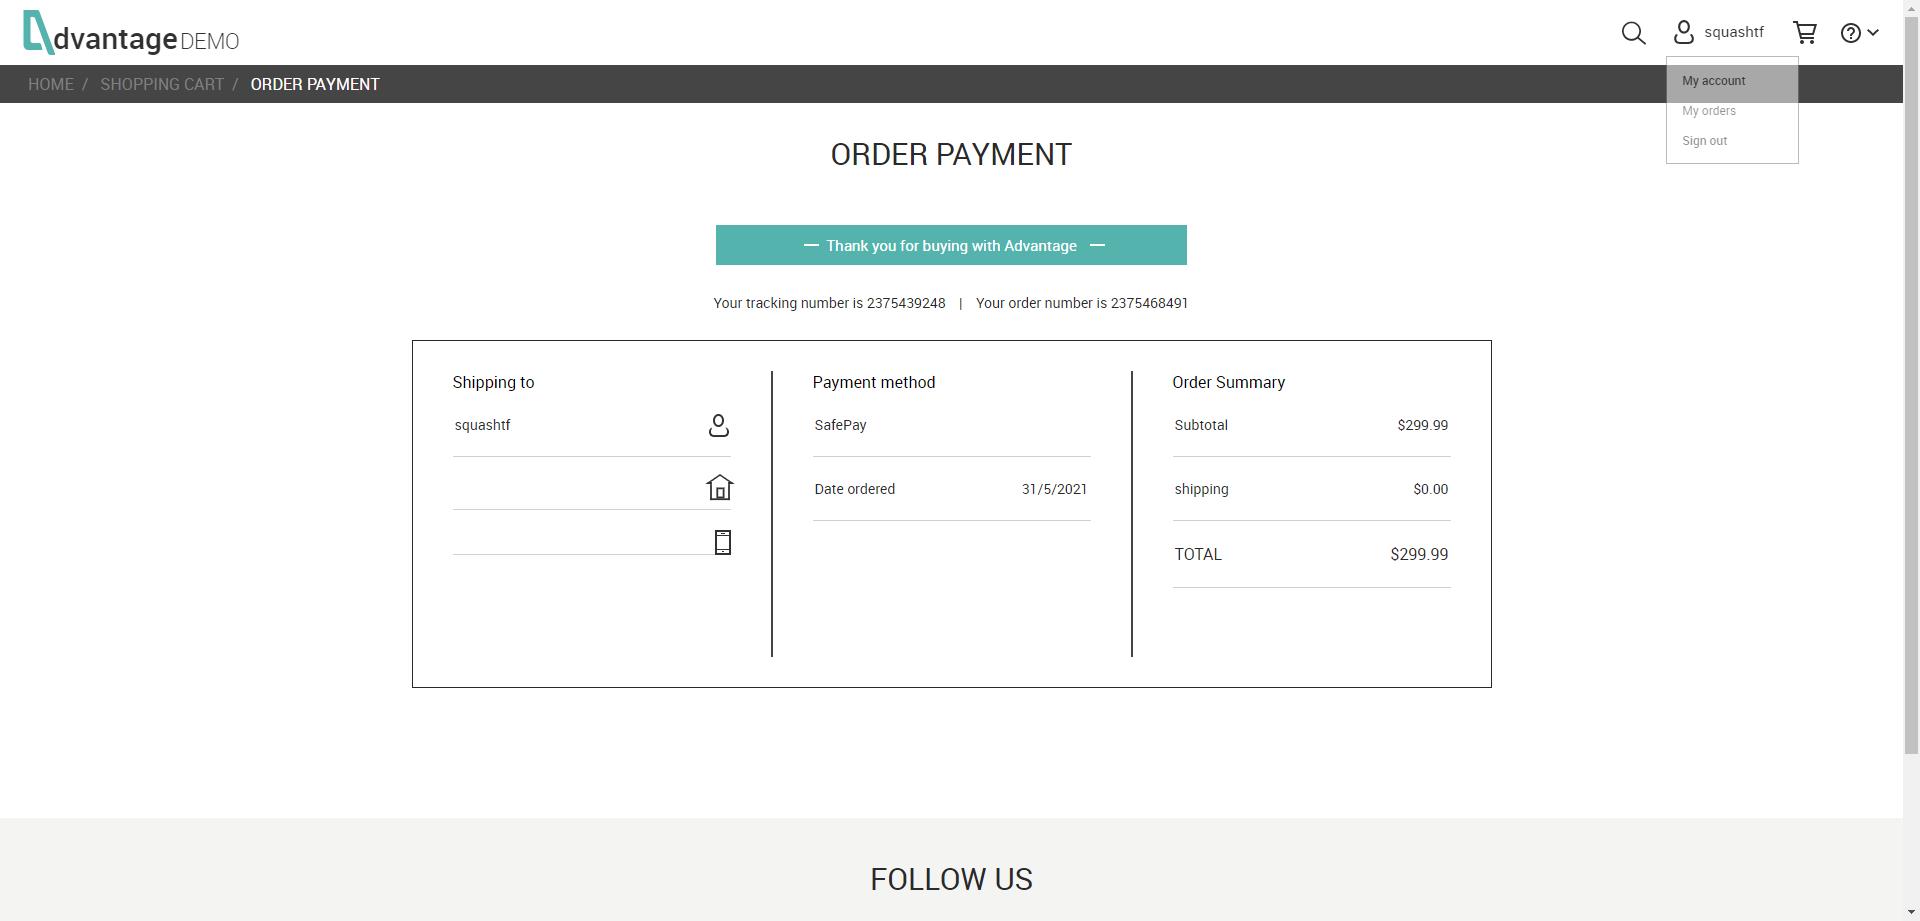 dvantage DEMO
squashtf
HOME / SHOPPING CART / ORDER PAYMENT
My account
My orders
Sign out
ORDER PAYMENT
— Thank you for buying with Advantage —
Your tracking number is 2375439248 | Your order number is 2375468491
Shipping to
squashtf
Payment method
SafePay
Date ordered 31/5/2021
Order Summary
Subtotal $299.99
shipping $0.00
TOTAL $299.99
FOLLOW US